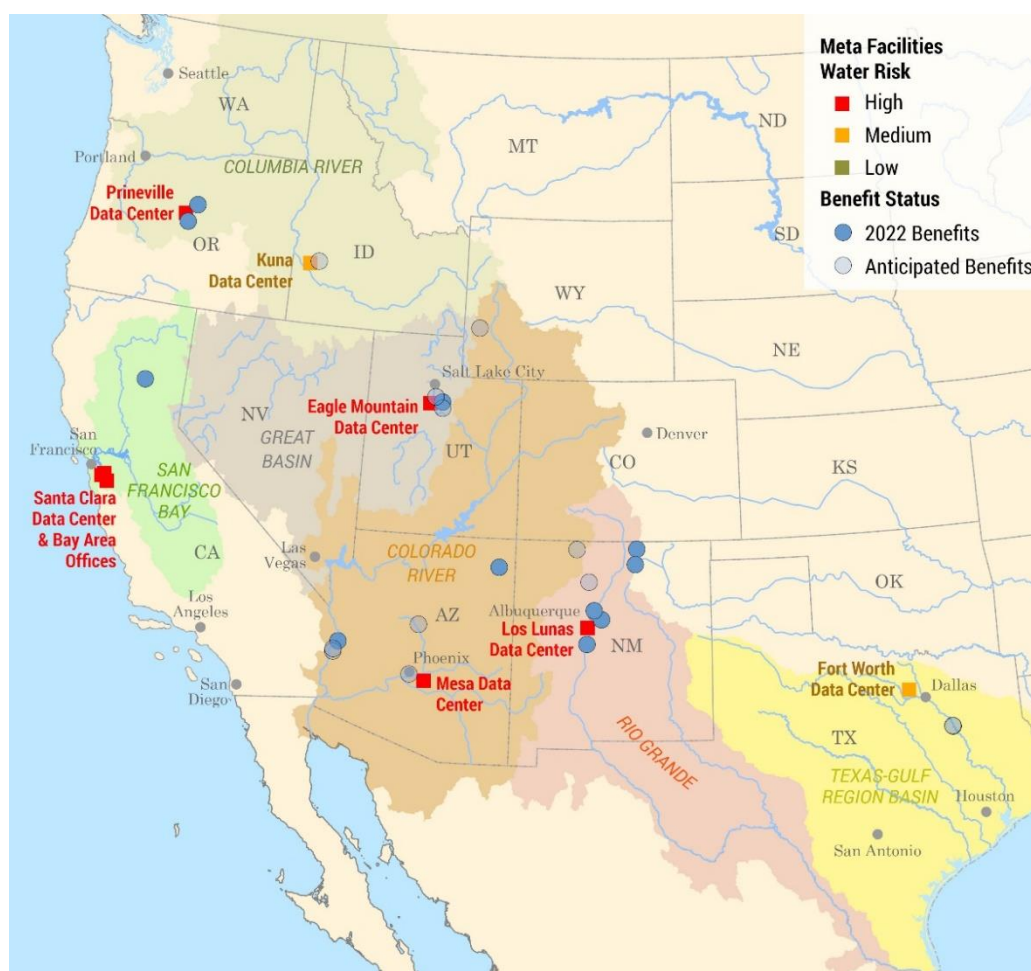 Meta Facilities
Water Risk
High
Medium
Low
Benefit Status
2022 Benefits
Anticipated Benefits
Seattle
WA
MT
ND
Portland
COLUMBIA RIVER
Prineville
Data Center
OR
ID
SD
Kuna
Data Center
WY
NE
Salt Lake City
NV
Eagle Mountain
Data Center
GREAT
BASIN
UT
Denver
CO
KS
San
Francisco
SAN
FRANCISCO
BAY
Santa Clara
Data Center
& Bay Area
Offices
CA
Las
Vegas
COLORADO
RIVER
OK
Los
Angeles
AZ
Albuquerque
Los Lunas
Data Center
NM
Phoenix
Mesa Data
Center
San
Diego
Fort Worth
Data Center
Dallas
RIO GRANDE
TX
TEXAS-GULF
REGION BASIN
Houston
San Antonio